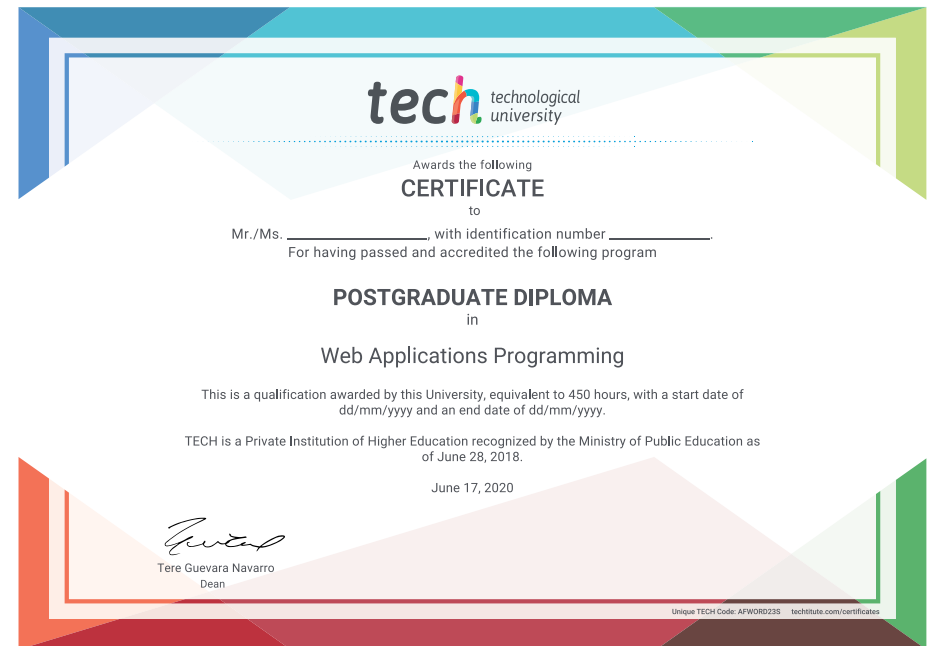 tech technological
university
Awards the following
CERTIFICATE
to
Mr./Ms. ____________________, with identification number ______________.
For having passed and accredited the following program
POSTGRADUATE DIPLOMA
in
Web Applications Programming
This is a qualification awarded by this University, equivalent to 450 hours, with a start date of
dd/mm/yyyy and an end date of dd/mm/yyyy.
TECH is a Private Institution of Higher Education recognized by the Ministry of Public Education as
of June 28, 2018.
June 17, 2020
Tere Guevara Navarro
Dean
Unique TECH Code: AFWORD23S techtitute.com/certificates